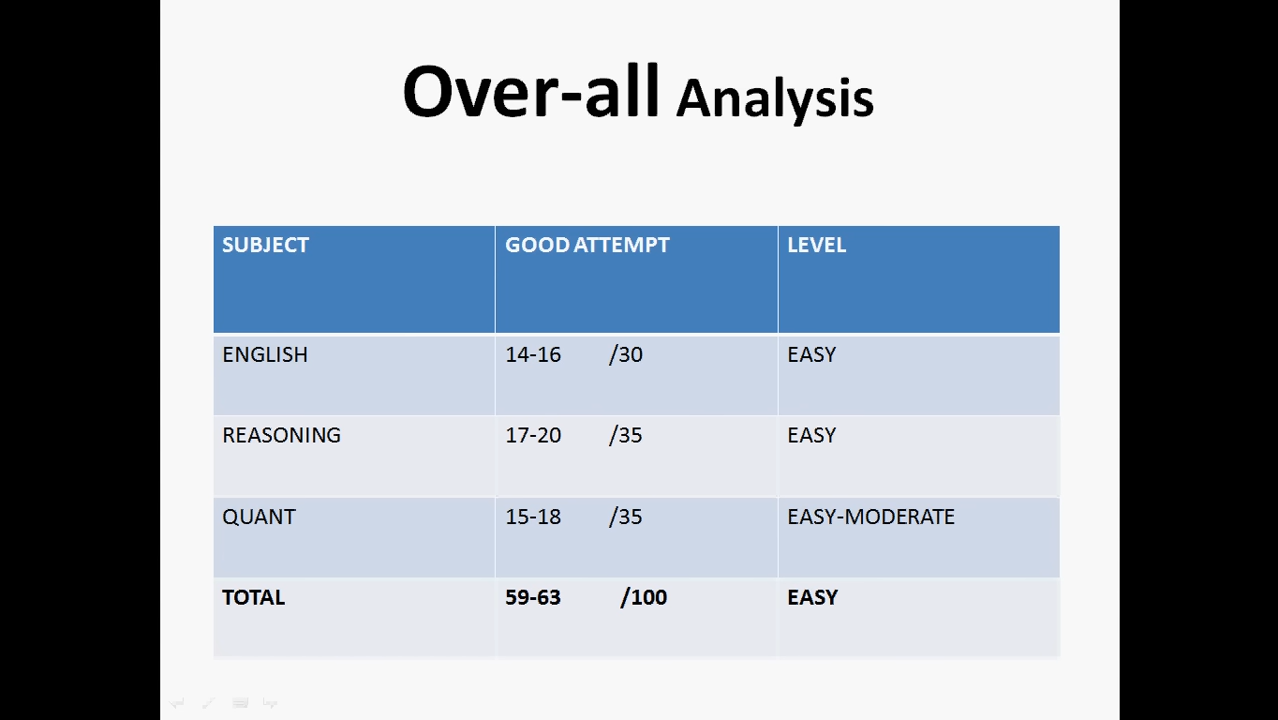 Over-all Analysis
SUBJECT GOOD ATTEMPT LEVEL
ENGLISH 14-16 /30 EASY
REASONING 17-20 /35 EASY
QUANT 15-18 /35 EASY-MODERATE
TOTAL 59-63 /100 EASY